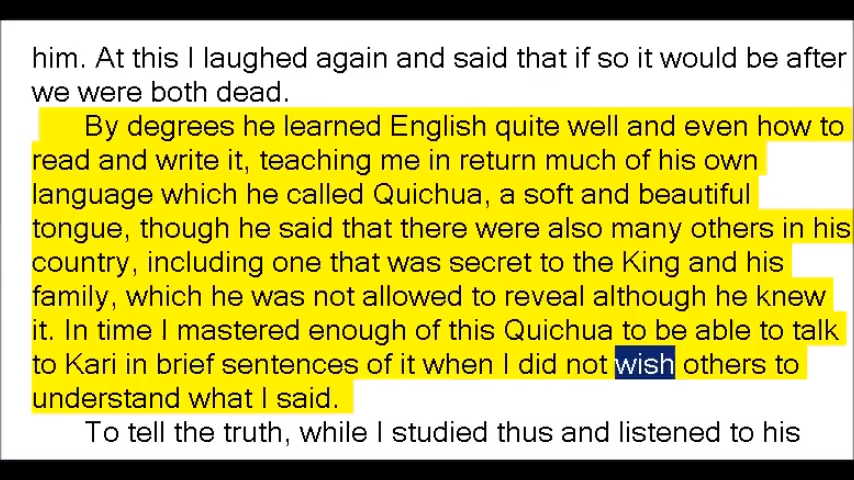 him. At this I laughed again and said that if so it would be after
we were both dead.
By degrees he learned English quite well and even how to
read and write it, teaching me in return much of his own
language which he called Quichua, a soft and beautiful
tongue, though he said that there were also many others in his
country, including one that was secret to the King and his
family, which he was not allowed to reveal although he knew
it. In time I mastered enough of this Quichua to be able to talk
to Kari in brief sentences of it when I did not wish others to
understand what I said.
To tell the truth, while I studied thus and listened to his